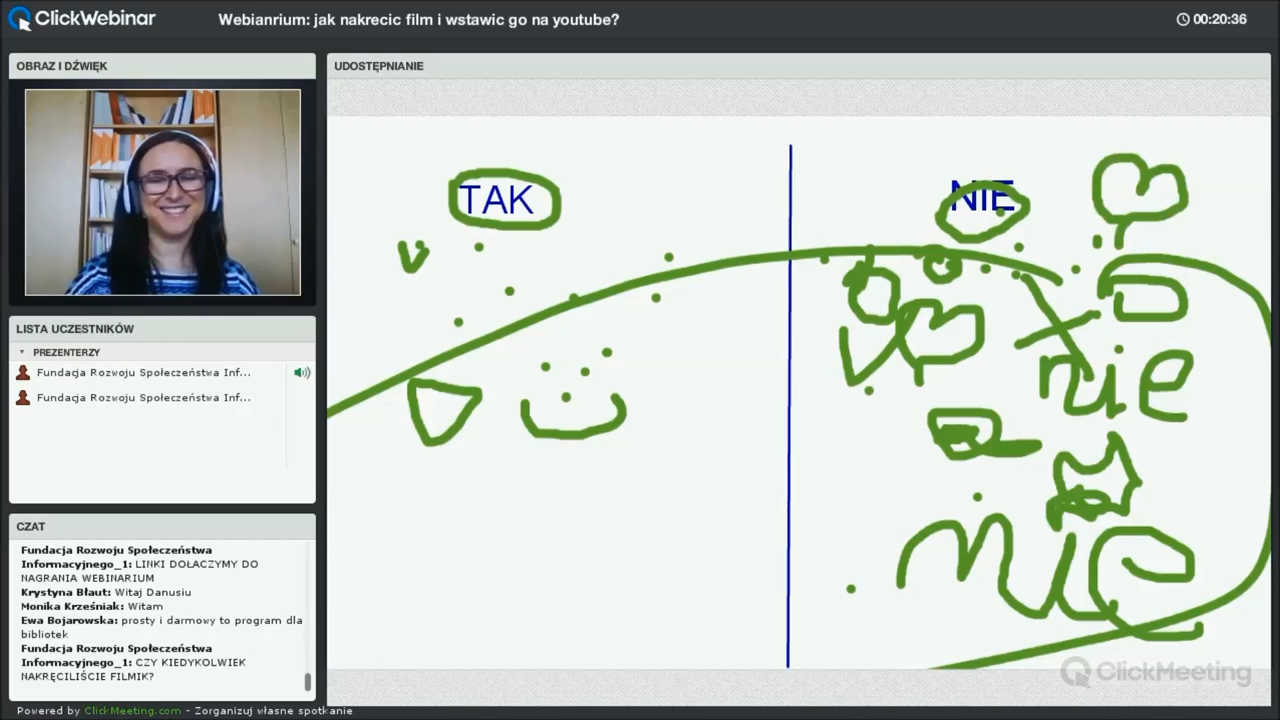 ClickWebinar
Webianrium: jak nakrecic film i wstawic go na youtube?
00:20:36
OBRAZ I DŹWIĘK
UDOSTĘPNIANIE
TAK
NIE
nie
nie
LISTA UCZESTNIKÓW
PREZENTERZY
Fundacja Rozwoju Społeczeństwa Inf...
Fundacja Rozwoju Społeczeństwa Inf...
CZAT
Fundacja Rozwoju Społeczeństwa
Informacyjnego_1: LINKI DOŁACZYMY DO
NAGRANIA WEBINARIUM
Krystyna Błaut: Witaj Danusiu
Monika Krześniak: Witam
Ewa Bojarowska: prosty i darmowy to program dla
bibliotek
Fundacja Rozwoju Społeczeństwa
Informacyjnego_1: CZY KIEDYKOLWIEK
NAKRĘCILIŚCIE FILMIK?
ClickMeeting
Powered by ClickMeeting.com - Zorganizuj własne spotkanie